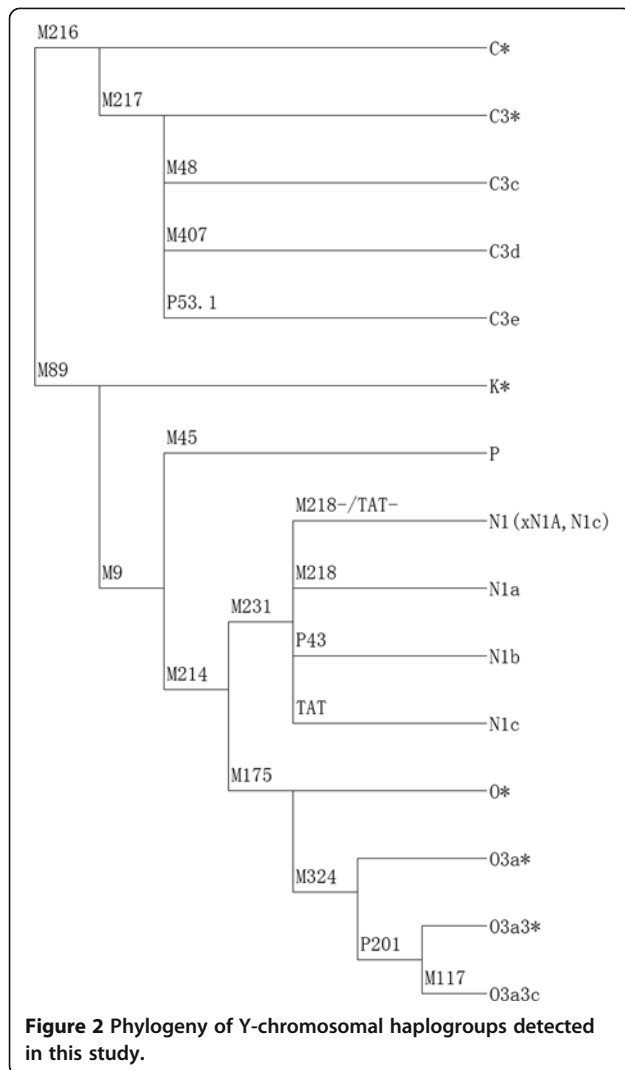 M216
C*
M217
C3*
M48
C3c
M407
C3d
P53.1
C3e
M89
K*
M45
P
M218-/TAT-
N1(xN1A,N1c)
M9
M218
N1a
M231
P43
N1b
M214
TAT
N1c
M175
O*
O3a*
M324
O3a3*
P201
M117
O3a3c
Figure 2 Phylogeny of Y-chromosomal haplogroups detected
in this study.